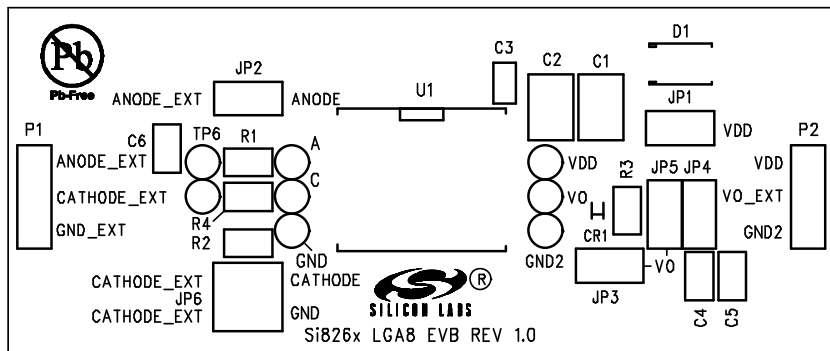 Pb
Pb-Free
JP2
ANODE_EXT
ANODE
C3
C2
C1
D1
U1
JP1
VDD
P1
C6
TP6
R1
A
ANODE_EXT
CATHODE_EXT
GND_EXT
C
R4
R2
GND
VDD
VO
GND2
CR1
R3
JP5
JP4
P2
VDD
VO_EXT
GND2
CATHODE_EXT
JP6
CATHODE_EXT
CATHODE
GND
JP3
VO
C4
C5
®
SILICON LABS
Si826x LGA8 EVB REV 1.0